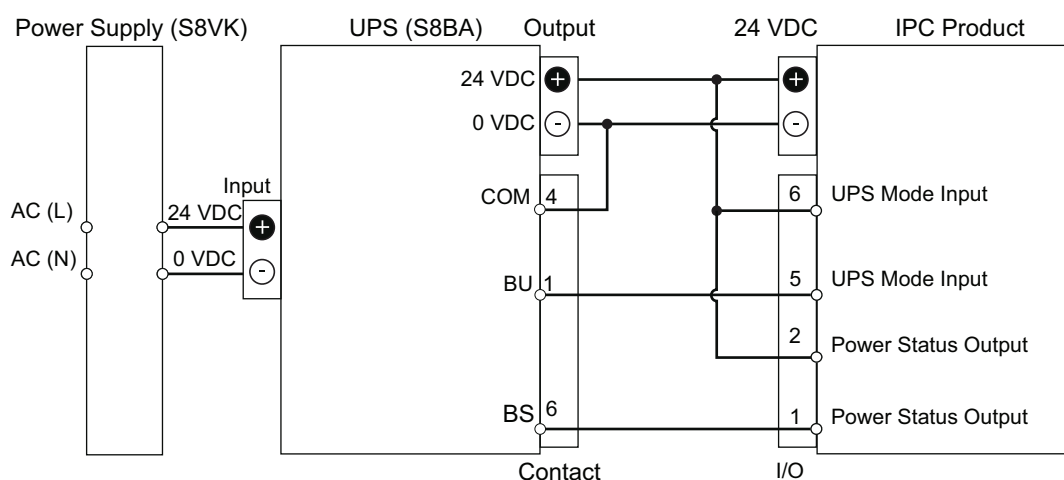 Power Supply (S8VK) UPS (S8BA) Output 24 VDC IPC Product
24 VDC + +
0 VDC - -
Input
COM 4 6 UPS Mode Input
AC (L) 24 VDC +
AC (N) 0 VDC -
BU 1 5 UPS Mode Input
2 Power Status Output
BS 6 1 Power Status Output
Contact I/O